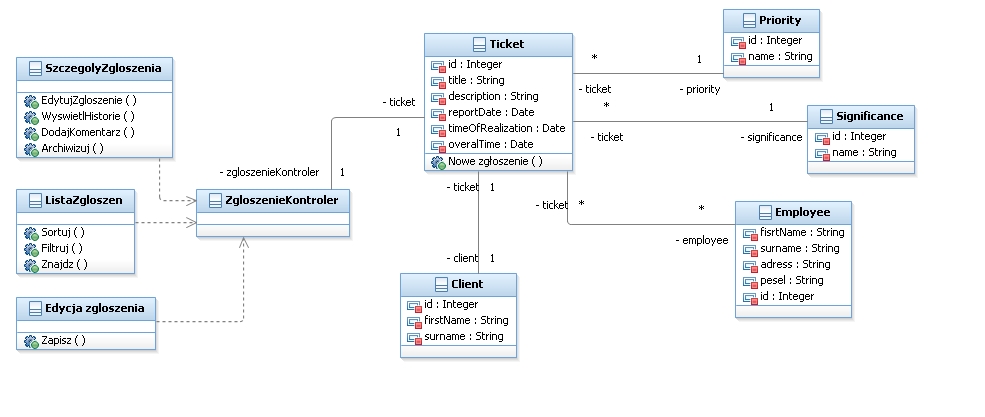 SzczegolyZgloszenia
EdytujZgloszenie ( )
WyswietlHistorie ( )
DodajKomentarz ( )
Archiwizuj ( )
ListaZgloszen
Sortuj ( )
Filtruj ( )
Znajdz ( )
Edycja zgloszenia
Zapisz ( )
ZgloszenieKontroler
- zgloszenieKontroler
1
- ticket
1
Ticket
id : Integer
title : String
description : String
reportDate : Date
timeOfRealization : Date
overalTime : Date
Nowe zgłoszenie ( )
*
1
- ticket
- priority
Priority
id : Integer
name : String
*
1
- ticket
- significance
Significance
id : Integer
name : String
- ticket
*
*
- employee
Employee
fisrtName : String
surname : String
adress : String
pesel : String
id : Integer
- ticket
1
- client
1
Client
id : Integer
firstName : String
surname : String